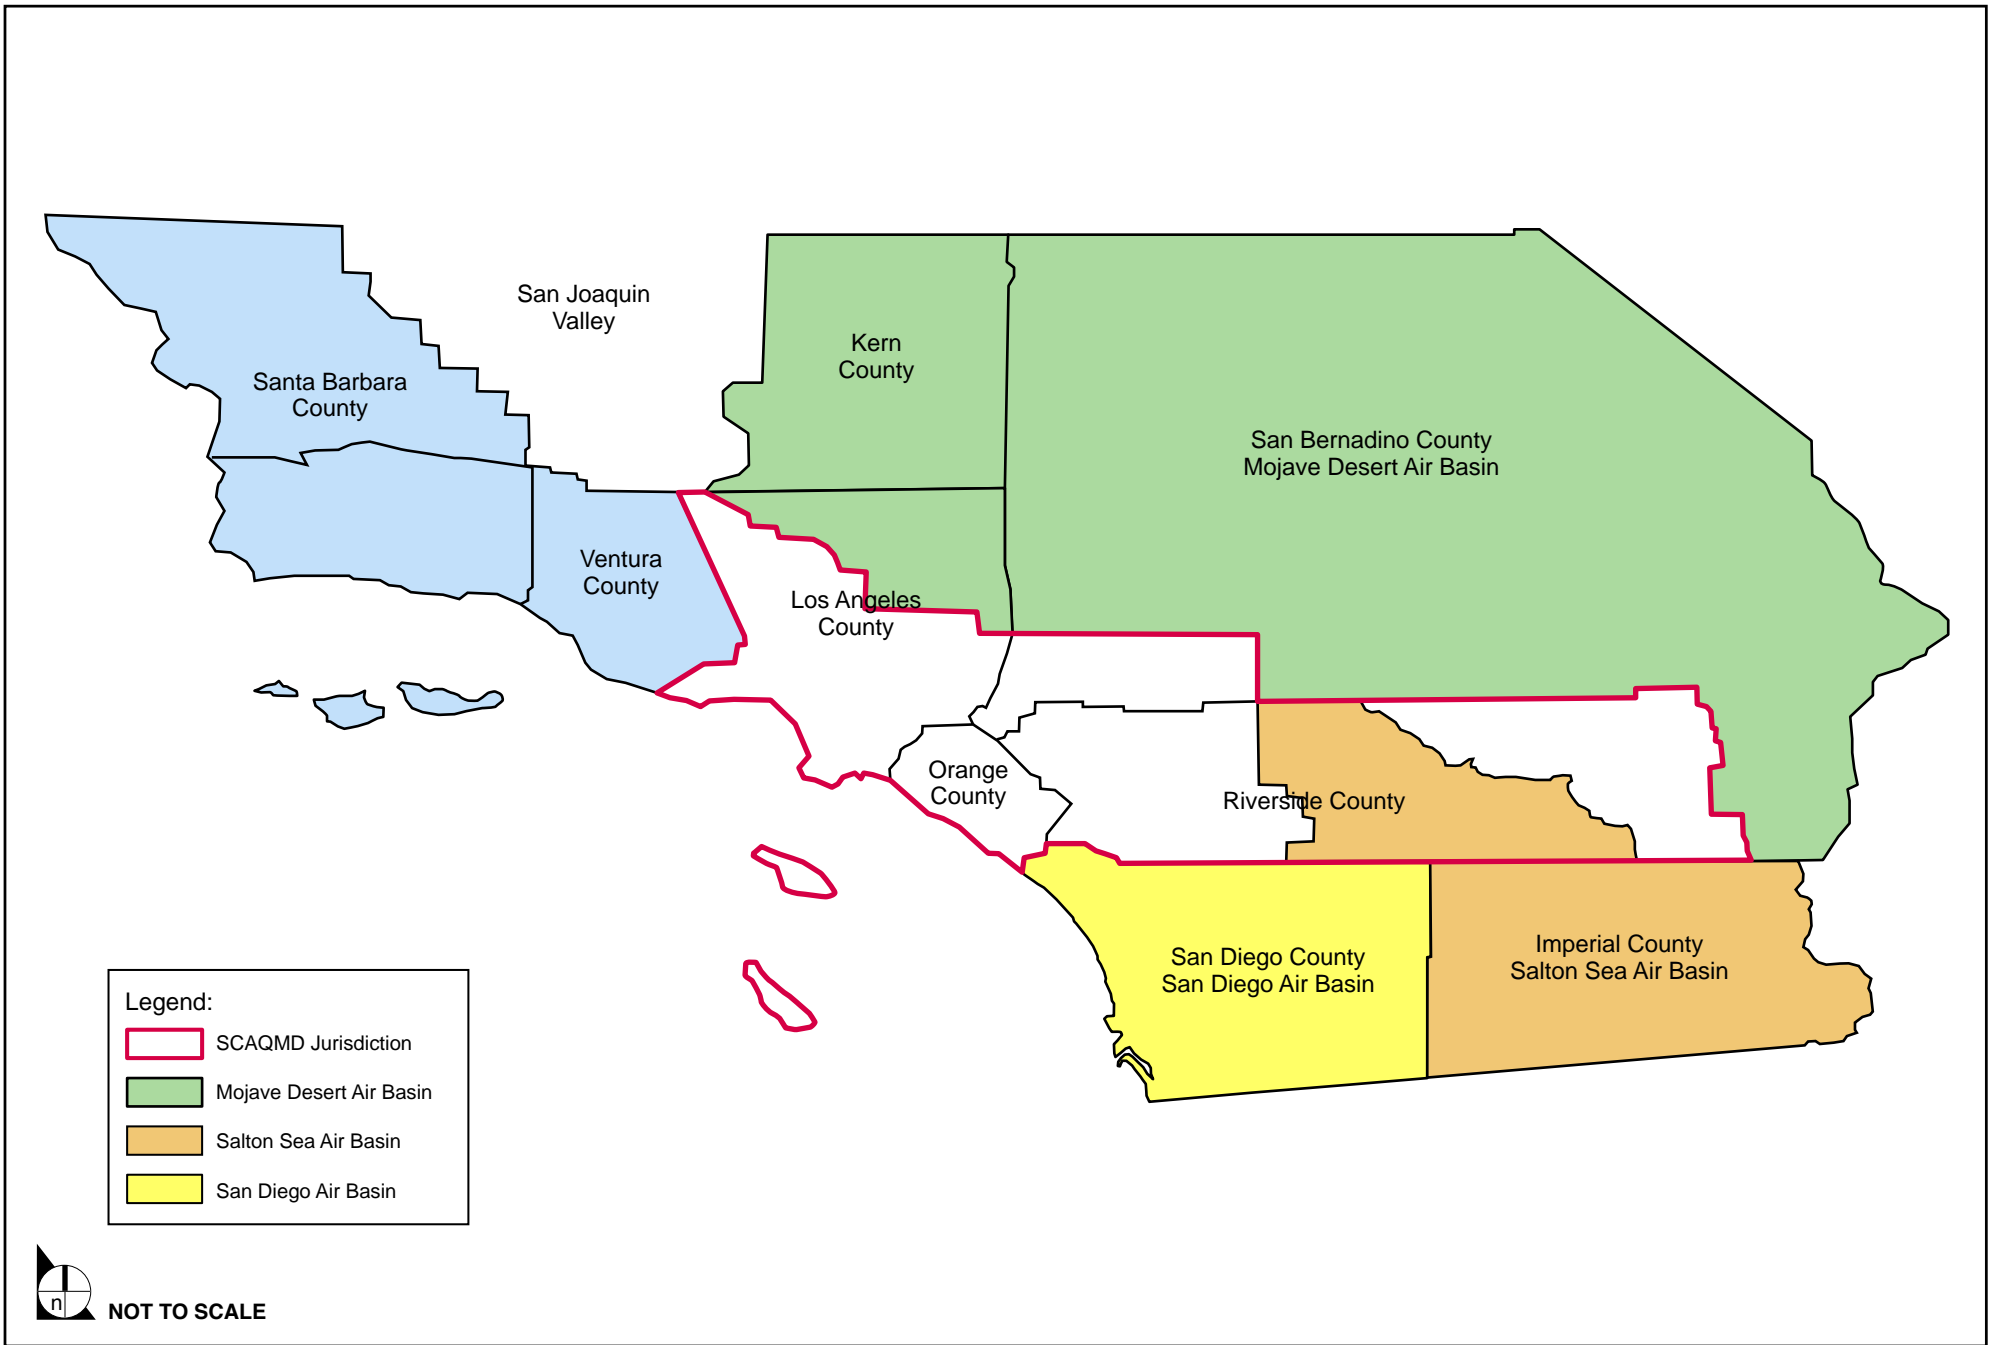 San Joaquin
Valley
Kern
County
Santa Barbara
County
San Bernadino County
Mojave Desert Air Basin
Ventura
County
Los Angeles
County
Orange
County
Riverside County
San Diego County
San Diego Air Basin
Imperial County
Salton Sea Air Basin
Legend:
SCAQMD Jurisdiction
Mojave Desert Air Basin
Salton Sea Air Basin
San Diego Air Basin
n
NOT TO SCALE